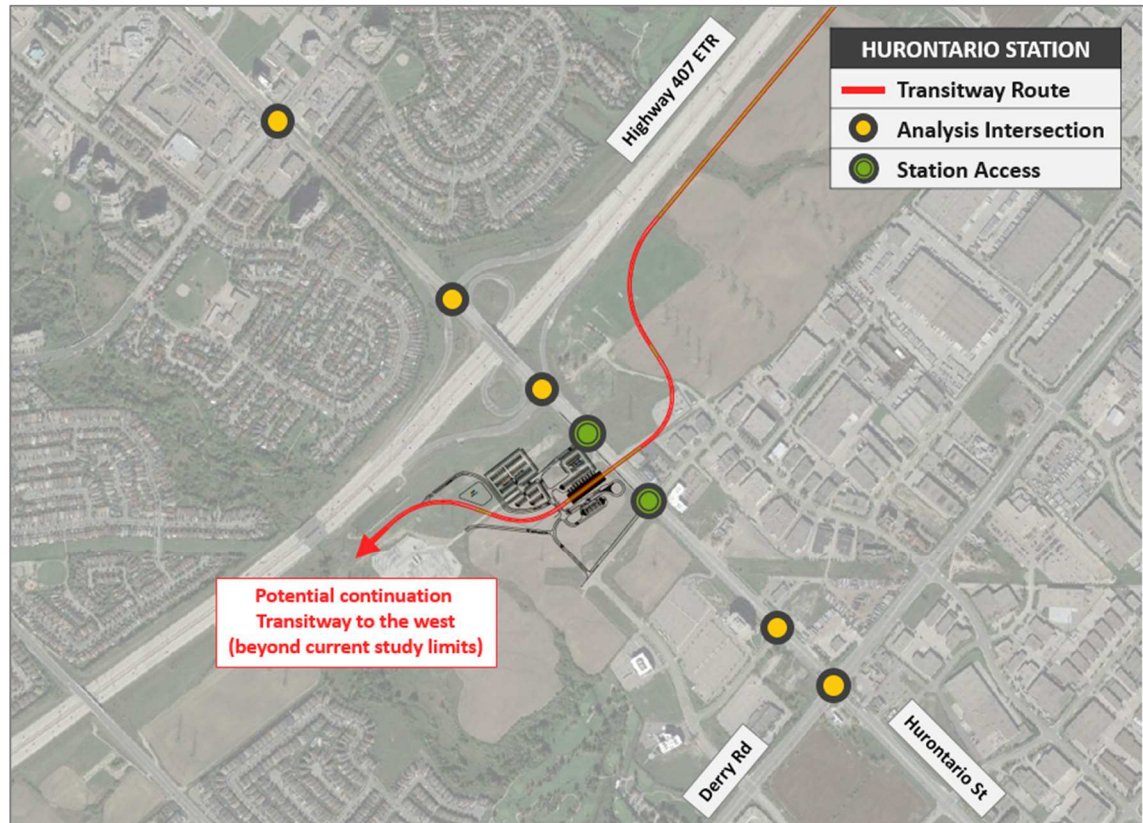 Highway 407 ETR
HURONTARIO STATION
Transitway Route
Analysis Intersection
Station Access
Potential continuation
Transitway to the west
(beyond current study limits)
Derry Rd
Hurontario St